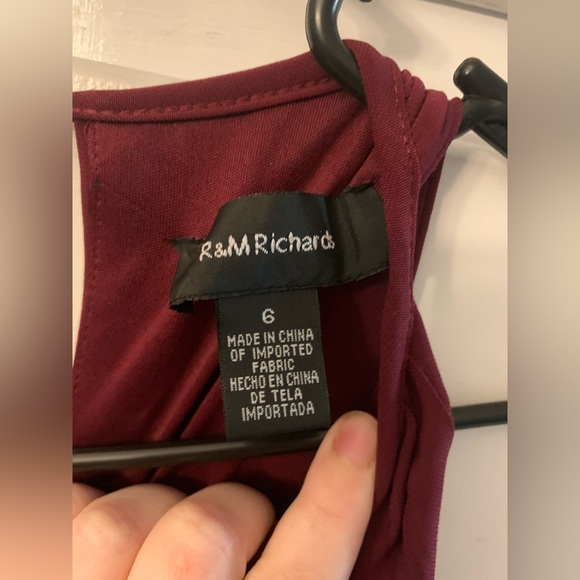 R&M Richards
6
MADE IN CHINA
OF IMPORTED
FABRIC
HECHO EN CHINA
DE TELA
IMPORTADA